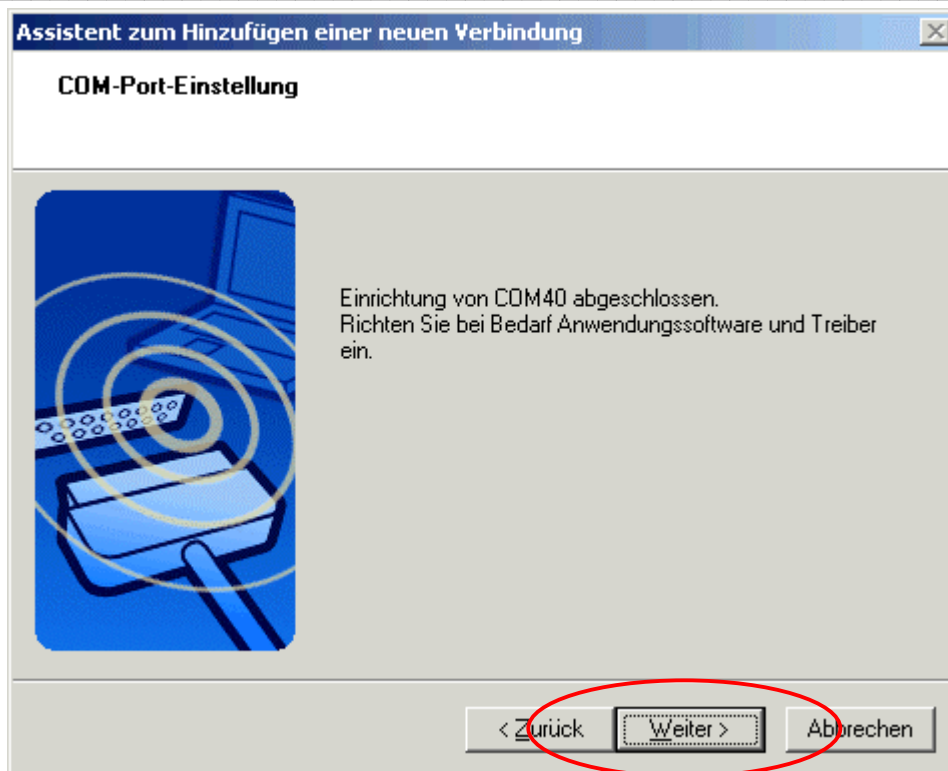 Assistent zum Hinzufügen einer neuen Verbindung
COM-Port-Einstellung
Einrichtung von COM40 abgeschlossen.
Richten Sie bei Bedarf Anwendungssoftware und Treiber
ein.
< Zurück Weiter > Abbrechen